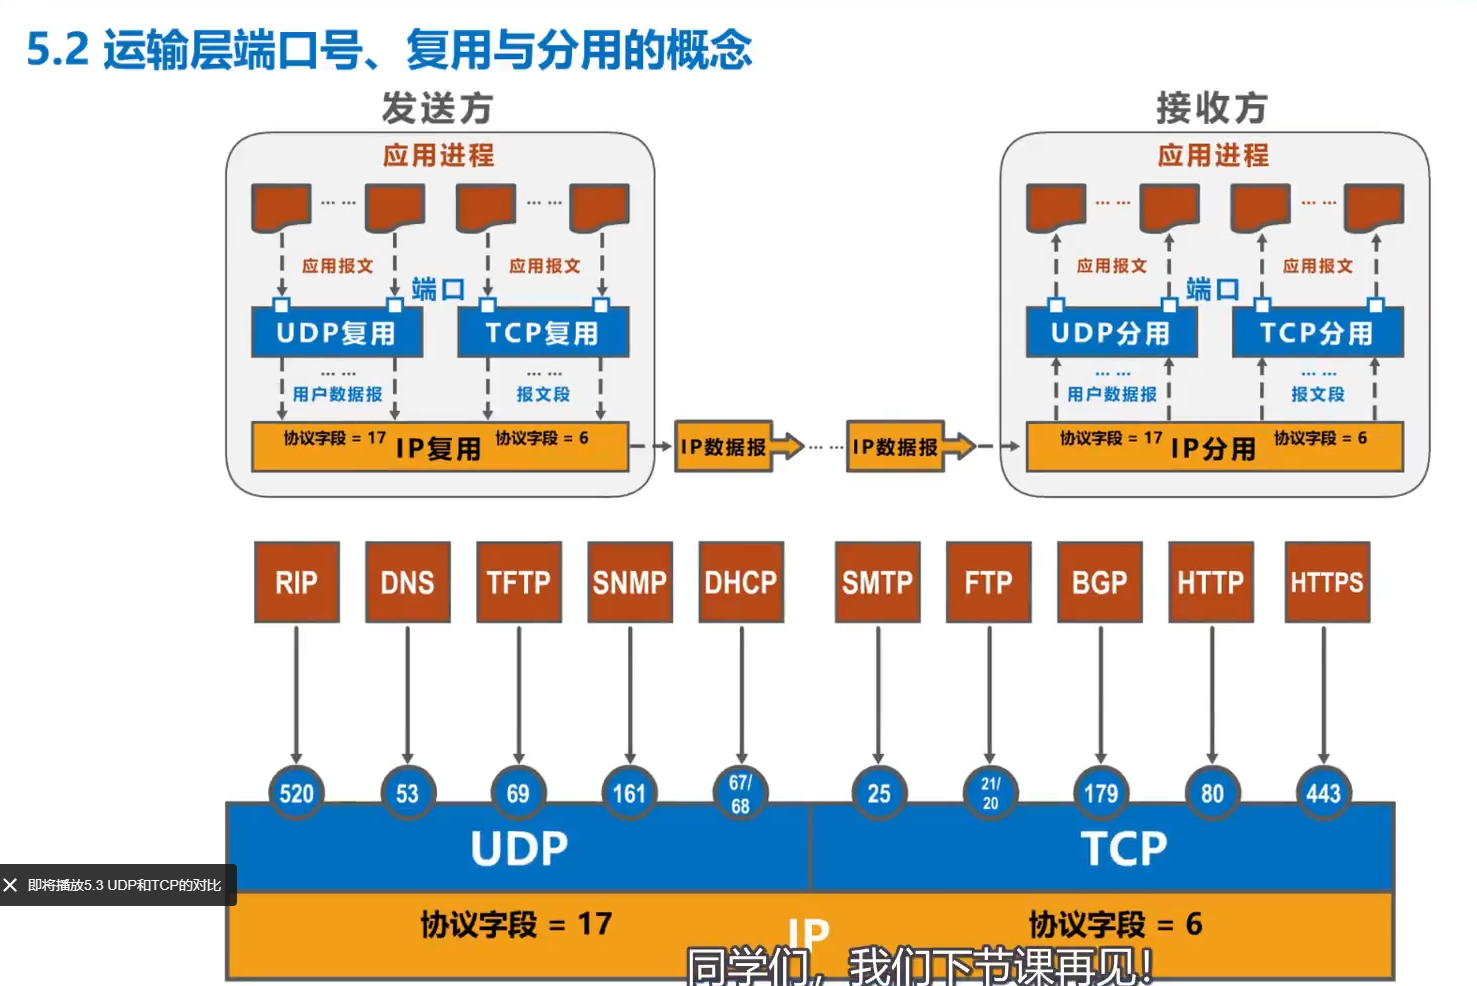 5.2 运输层端口号、复用与分用的概念
发送方
接收方
应用进程
应用进程
... ...
... ...
... ...
... ...
应用报文
应用报文
应用报文
应用报文
端口
端口
UDP复用
TCP复用
UDP分用
TCP分用
... ...
... ...
... ...
... ...
用户数据报
报文段
用户数据报
报文段
协议字段 = 17
IP复用
协议字段 = 6
IP数据报
... ...
IP数据报
协议字段 = 17
IP分用
协议字段 = 6
RIP
DNS
TFTP
SNMP
DHCP
SMTP
FTP
BGP
HTTP
HTTPS
520
53
69
161
67/
68
25
21/
20
179
80
443
UDP
TCP
即将播放5.3 UDP和TCP的对比
协议字段 = 17
IP
协议字段 = 6
同学们，我们下节课再见！